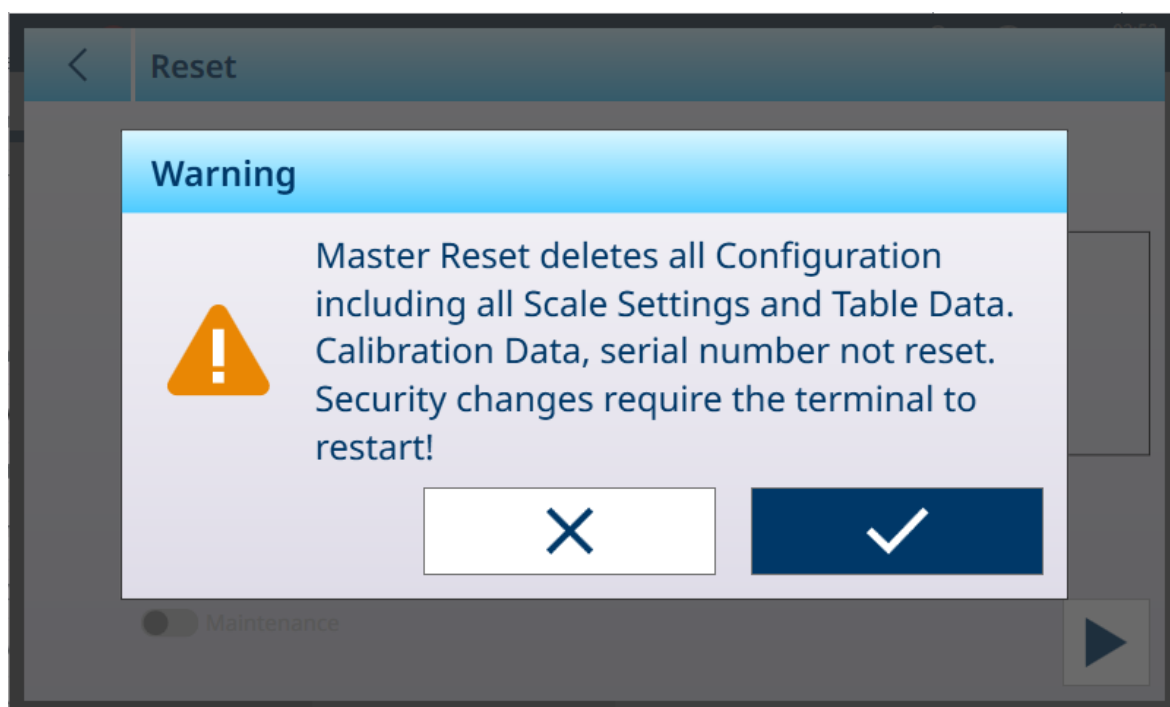 Reset
Warning
Master Reset deletes all Configuration
including all Scale Settings and Table Data.
Calibration Data, serial number not reset.
Security changes require the terminal to
restart!
Maintenance